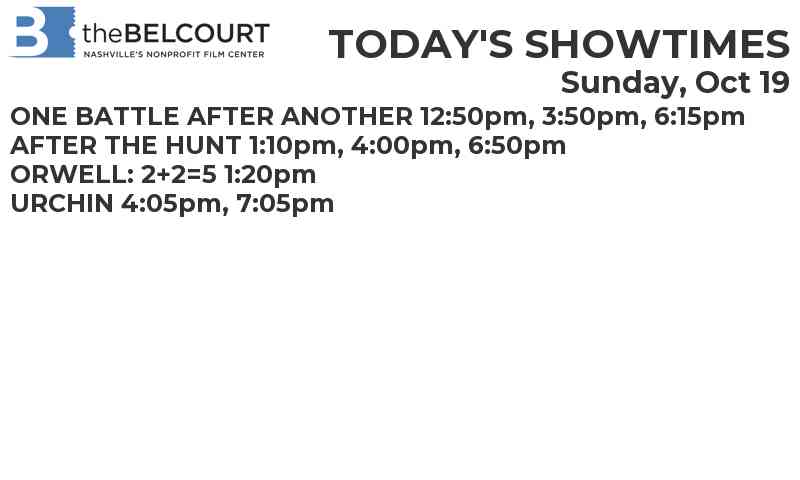 B theBELCOURT
NASHVILLE'S NONPROFIT FILM CENTER
TODAY'S SHOWTIMES
Sunday, Oct 19
ONE BATTLE AFTER ANOTHER 12:50pm, 3:50pm, 6:15pm
AFTER THE HUNT 1:10pm, 4:00pm, 6:50pm
ORWELL: 2+2=5 1:20pm
URCHIN 4:05pm, 7:05pm